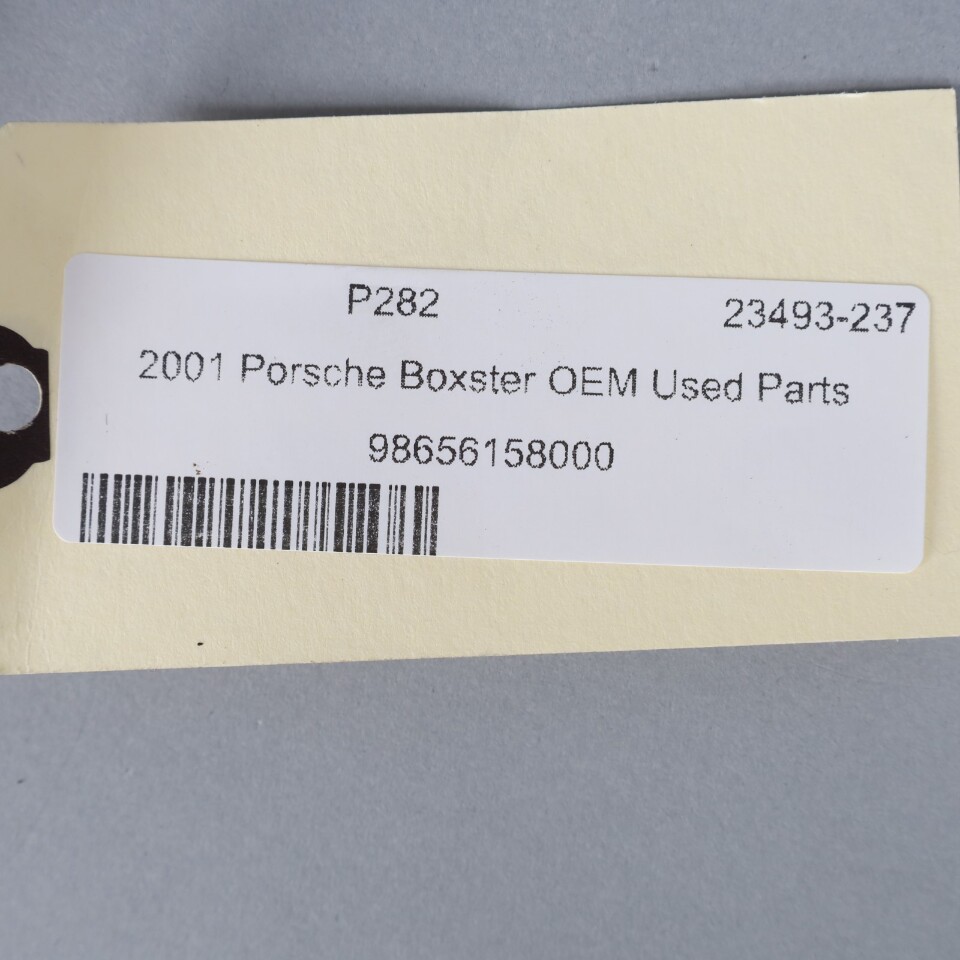 P282 23493-237
2001 Porsche Boxster OEM Used Parts
98656158000